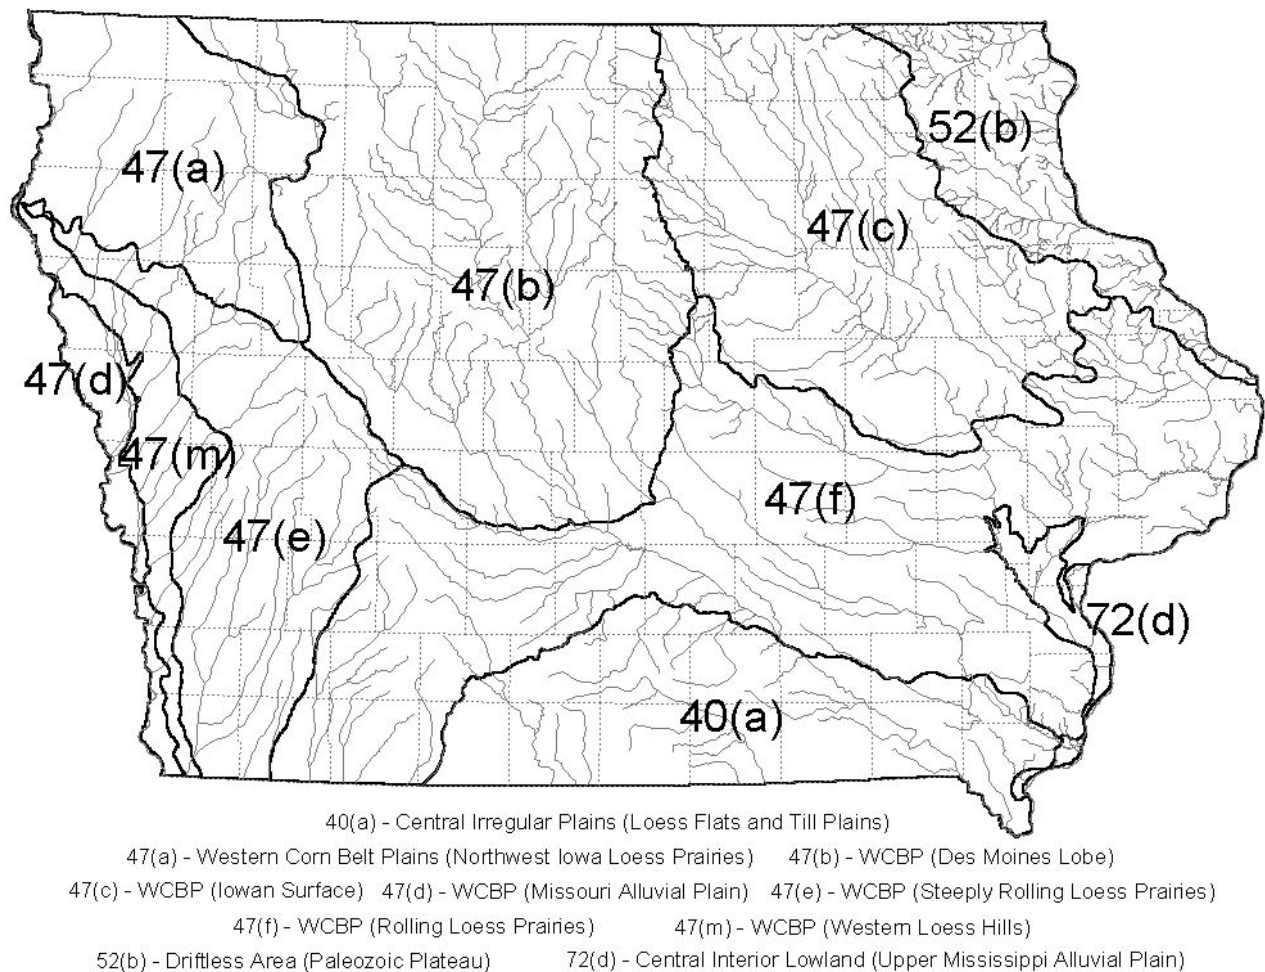 52(b)
47(a)
47(c)
47(b)
47(d)
47(m)
47(f)
47(e)
72(d)
40(a)
40(a) - Central Irregular Plains (Loess Flats and Till Plains)
47(a) - Western Corn Belt Plains (Northwest Iowa Loess Prairies) 47(b) - WCBP (Des Moines Lobe)
47(c) - WCBP (Iowan Surface) 47(d) - WCBP (Missouri Alluvial Plain) 47(e) - WCBP (Steeply Rolling Loess Prairies)
47(f) - WCBP (Rolling Loess Prairies) 47(m) - WCBP (Western Loess Hills)
52(b) - Driftless Area (Paleozoic Plateau) 72(d) - Central Interior Lowland (Upper Mississippi Alluvial Plain)